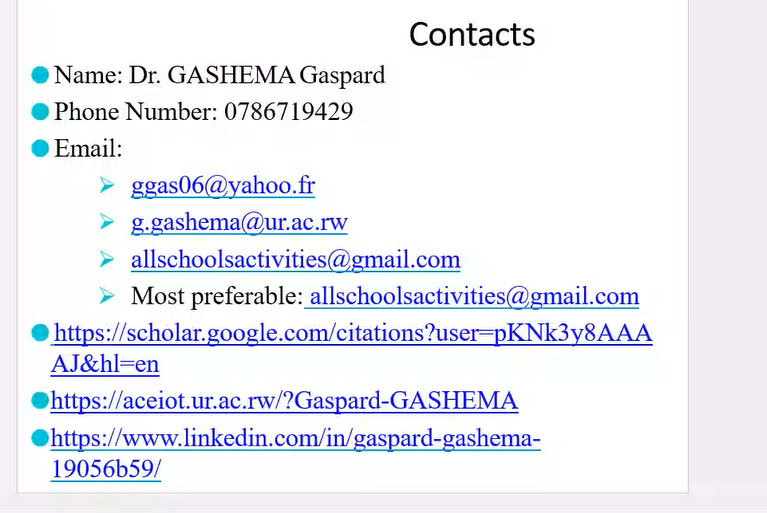 Contacts
Name: Dr. GASHEMA Gaspard
Phone Number: 0786719429
Email:
ggas06@yahoo.fr
g.gashema@ur.ac.rw
allschoolsactivities@gmail.com
Most preferable: allschoolsactivities@gmail.com
https://scholar.google.com/citations?user=pKNk3y8AAA
AJ&hl=en
https://aceiot.ur.ac.rw/?Gaspard-GASHEMA
https://www.linkedin.com/in/gaspard-gashema-
19056b59/